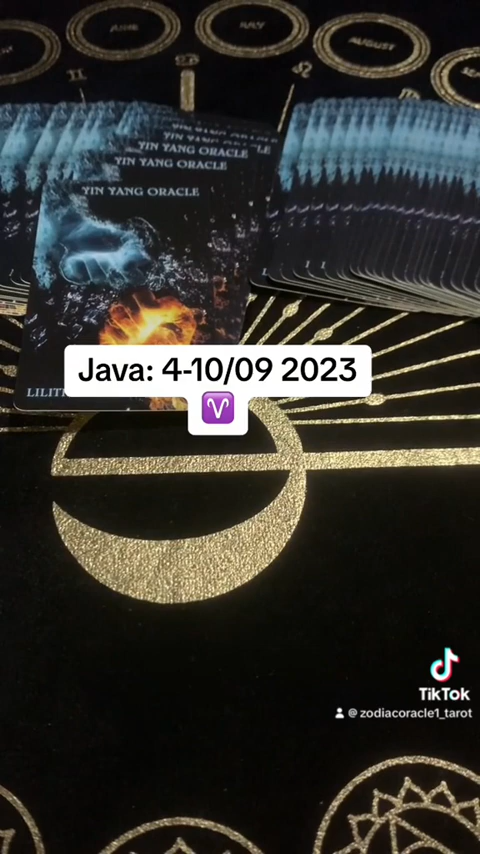 JUNE
JULY
AUGUST
YIN YANG ORACLE
YIN YANG ORACLE
YIN YANG ORACLE
YIN YANG ORACLE
Java: 4-10/09 2023
♈
TikTok
@zodiacoracle1_tarot